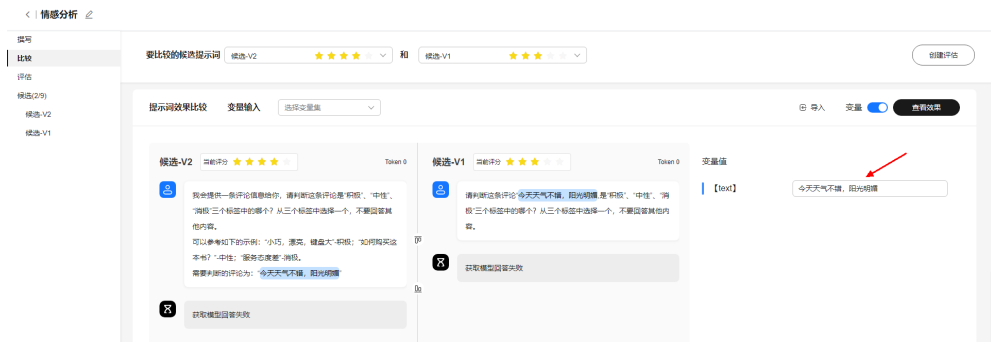 情感分析
撰写
比较
评估
候选(2/9)
候选-V2
候选-V1
要比较的候选提示词 候选-V2 和 候选-V1 创建评估
提示词效果比较 变量输入 选择变量集 导入 变量 查看效果
候选-V2 当前评分 Token 0
我会提供一条评论信息给你，请判断这条评论是“积极”、“中性”、
“消极”三个标签中的哪个？从三个标签中选择一个，不要回答其
他内容。
可以参考如下的示例：“小巧，漂亮，键盘大”-积极；“如何购买这
本书？”-中性；“服务态度差”-消极。
需要判断的评论为：“今天天气不错，阳光明媚”
获取模型回答失败
候选-V1 当前评分 Token 0
请判断这条评论“今天天气不错，阳光明媚”是“积极”、“中性”、“消
极”三个标签中的哪个？从三个标签中选择一个，不要回答其他内
容。
获取模型回答失败
变量值
【text】 今天天气不错，阳光明媚